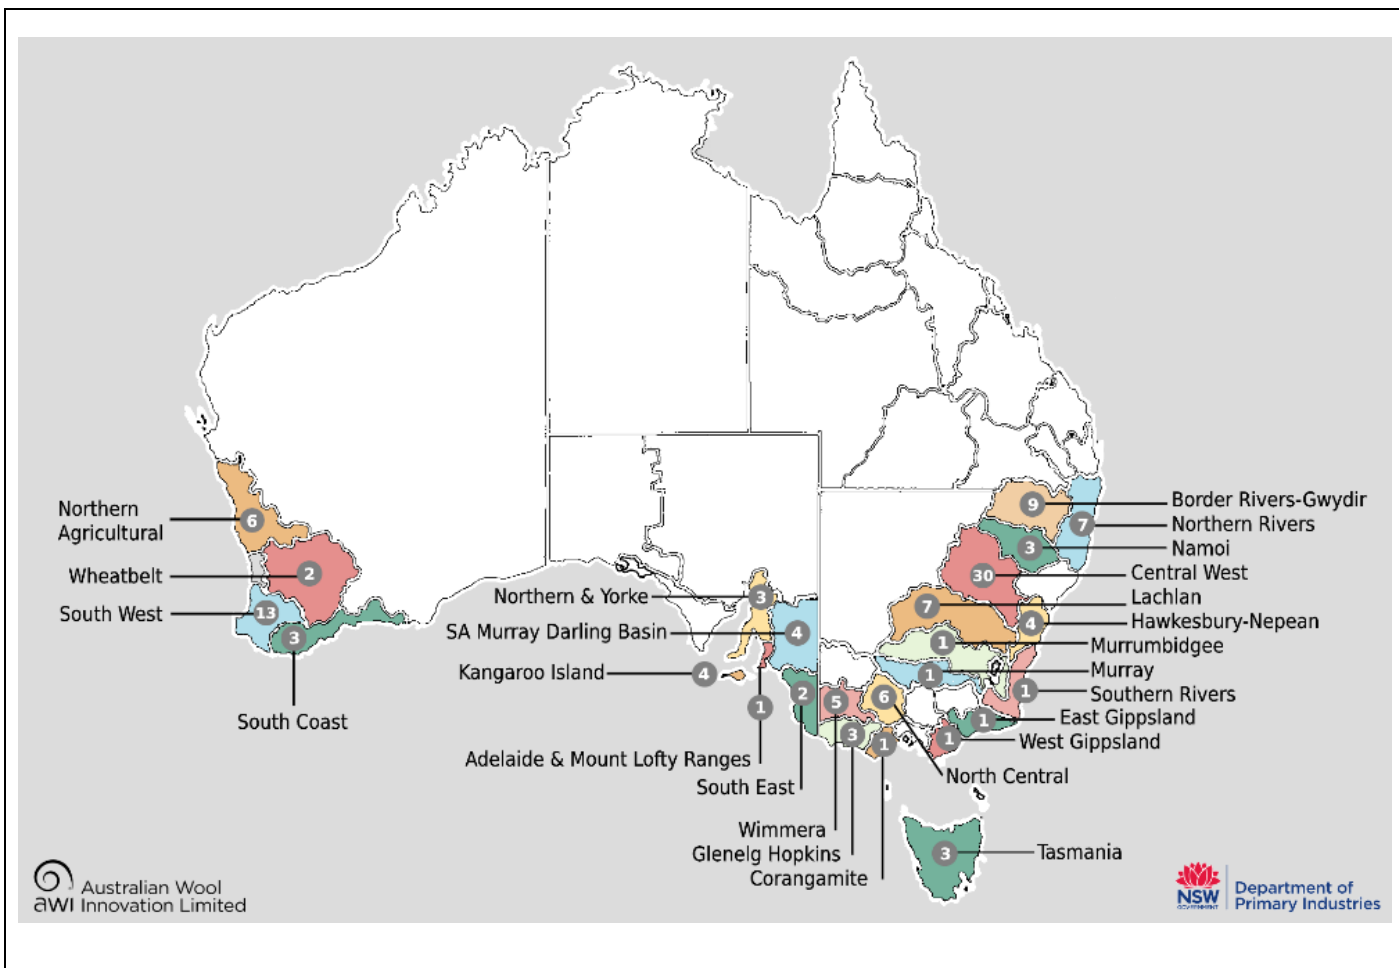 Northern
Agricultural
Wheatbelt
South West
South Coast
6
2
13
3
Northern & Yorke
SA Murray Darling Basin
Kangaroo Island
Adelaide & Mount Lofty Ranges
South East
Wimmera
Glenelg Hopkins
Corangamite
3
4
4
1
2
5
3
1
6
Border Rivers-Gwydir
Northern Rivers
Namoi
Central West
Lachlan
Hawkesbury-Nepean
Murrumbidgee
Murray
Southern Rivers
East Gippsland
West Gippsland
North Central
Tasmania
9
7
3
30
7
4
1
1
1
1
1
3
Australian Wool
awi Innovation Limited
NSW
GOVERNMENT
Department of
Primary Industries